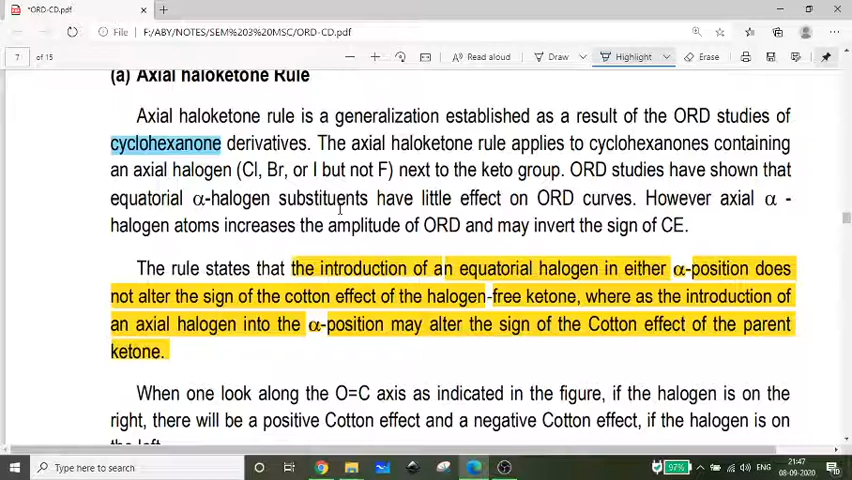 *ORD-CD.pdf
File F:/ABY/NOTES/SEM%203%20MSC/ORD-CD.pdf
7 of 15 Read aloud Draw Highlight Erase
(a) Axial haloketone Rule
Axial haloketone rule is a generalization established as a result of the ORD studies of
cyclohexanone derivatives. The axial haloketone rule applies to cyclohexanones containing
an axial halogen (Cl, Br, or I but not F) next to the keto group. ORD studies have shown that
equatorial α-halogen substituents have little effect on ORD curves. However axial α -
halogen atoms increases the amplitude of ORD and may invert the sign of CE.
The rule states that the introduction of an equatorial halogen in either α-position does
not alter the sign of the cotton effect of the halogen-free ketone, where as the introduction of
an axial halogen into the α-position may alter the sign of the Cotton effect of the parent
ketone.
When one look along the O=C axis as indicated in the figure, if the halogen is on the
right, there will be a positive Cotton effect and a negative Cotton effect, if the halogen is on
the left.
Type here to search 97% ENG 21:47
08-09-2020